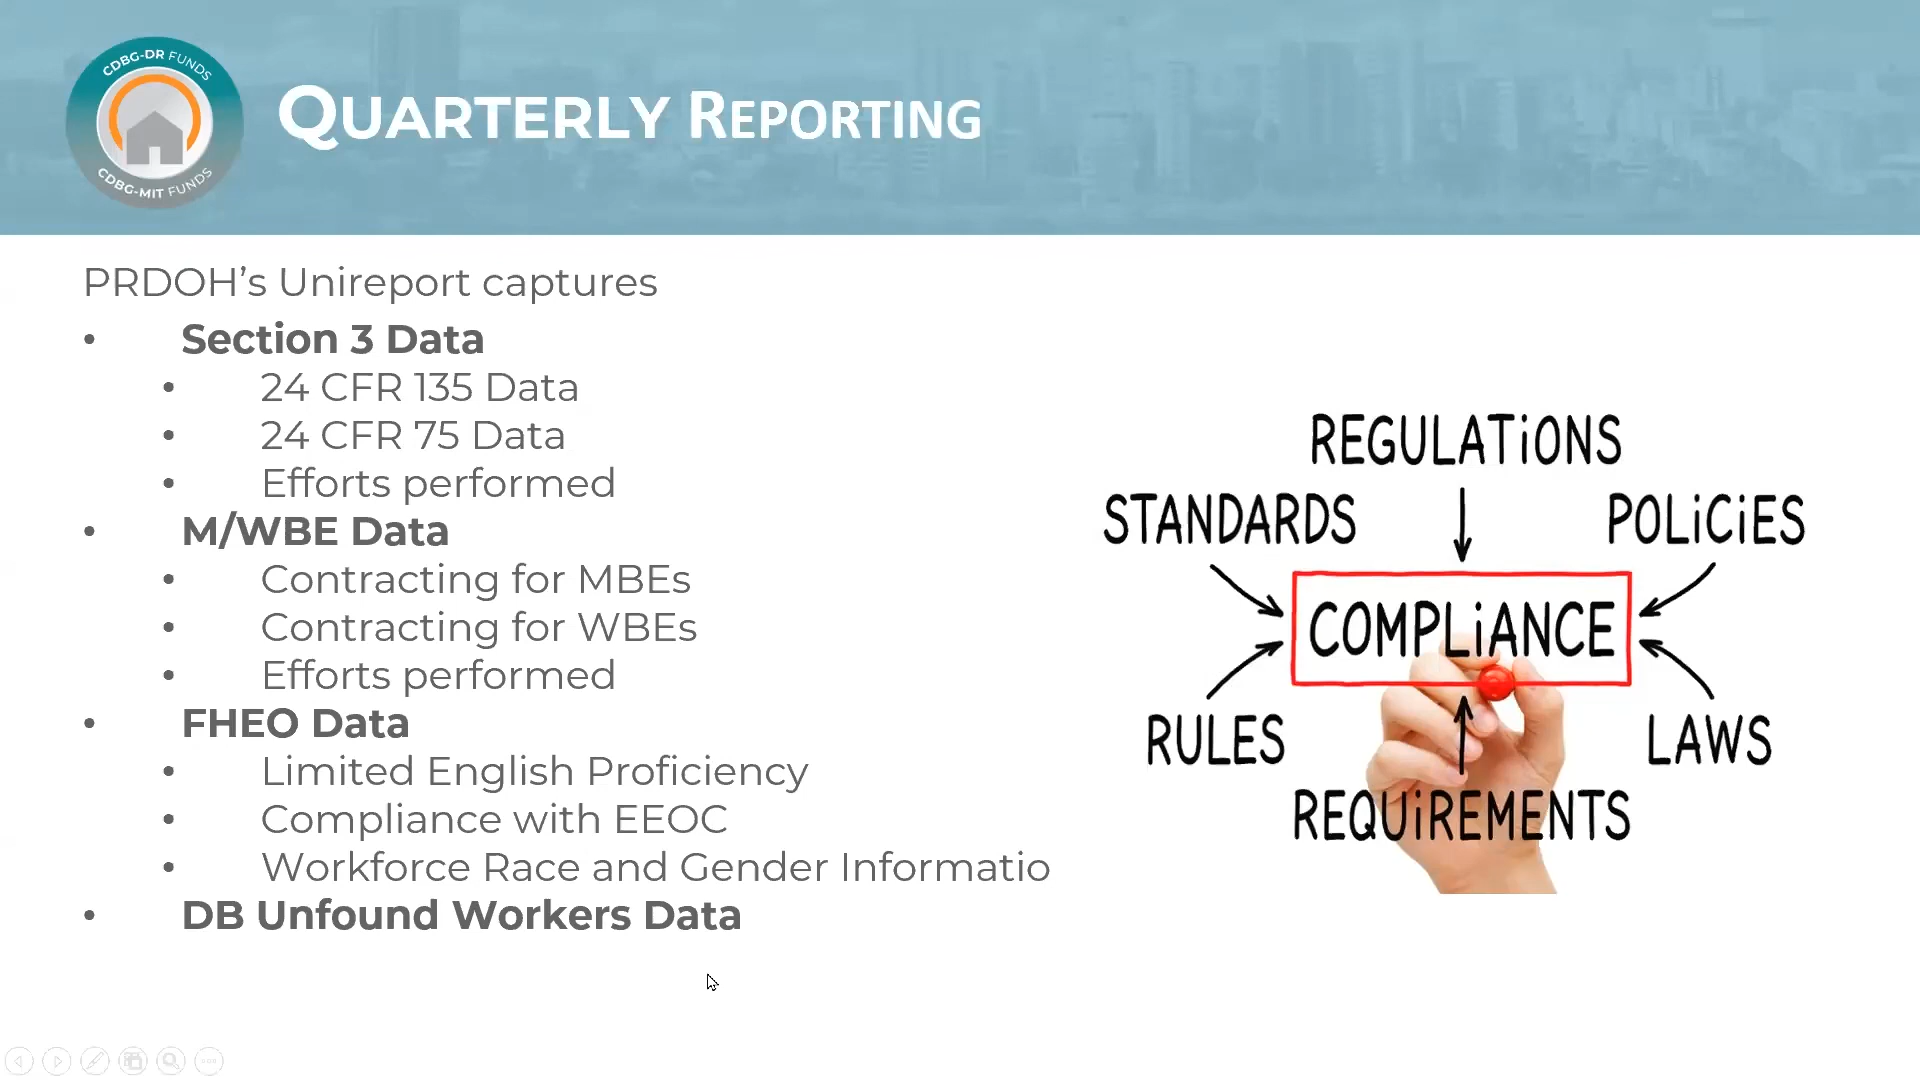 CDBG-DR FUNDS
CDBG-MIT FUNDS
QUARTERLY REPORTING
PRDOH’s Unireport captures
• Section 3 Data
• 24 CFR 135 Data
• 24 CFR 75 Data
• Efforts performed
• M/WBE Data
• Contracting for MBEs
• Contracting for WBEs
• Efforts performed
• FHEO Data
• Limited English Proficiency
• Compliance with EEOC
• Workforce Race and Gender Informatio
• DB Unfound Workers Data
REGULATiONS
STANDARDS
POLiCiES
COMPLiANCE
RULES
LAWS
REQUiREMENTS